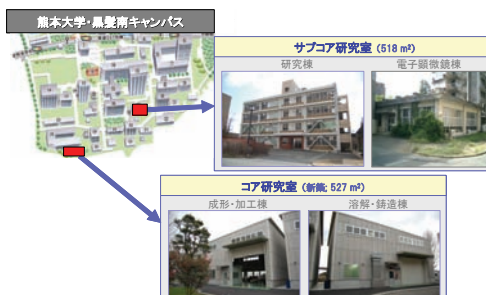 熊本大学・黒髪南キャンパス
サブコア研究室 (518 m²)
研究棟
電子顕微鏡棟
コア研究室 (新築; 527 m²)
成形・加工棟
溶解・鋳造棟